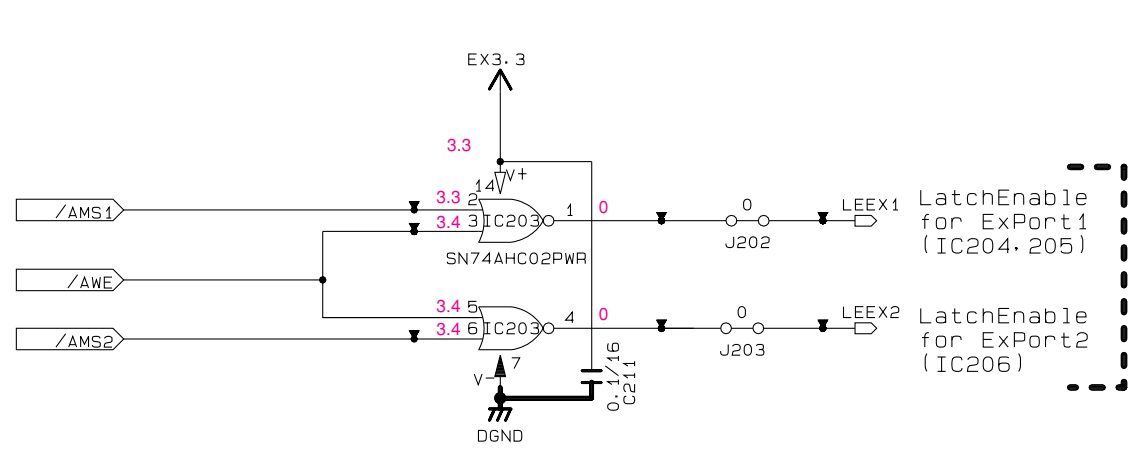 EX3.3
3.3
14
V+
3.3
2
/AMS1
3.4
3
IC203
1
0
0
J202
LEEX1
LatchEnable
for ExPort1
(IC204,205)
SN74AHC02PWR
/AWE
3.4
5
3.4
6
IC203
4
0
0
J203
LEEX2
LatchEnable
for ExPort2
(IC206)
/AMS2
7
V-
0.1/16
C211
DGND